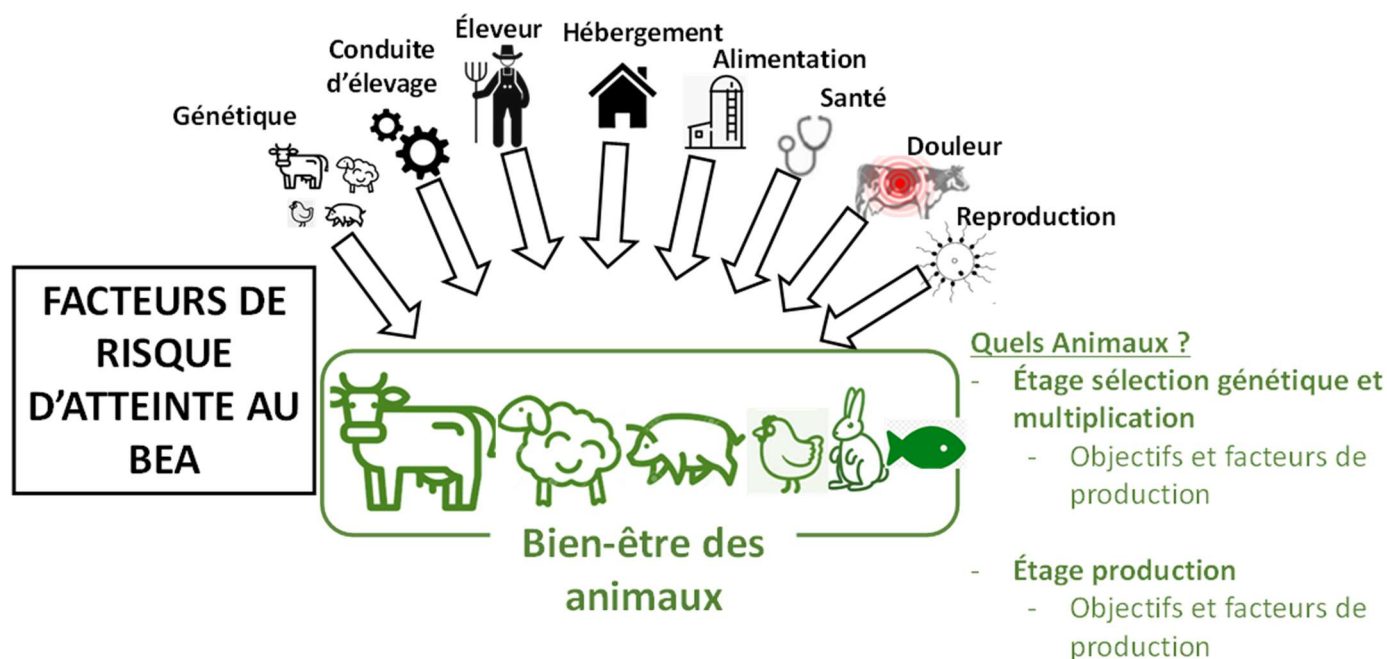 Génétique
Conduite
d’élevage
Éleveur
Hébergement
Alimentation
Santé
Douleur
Reproduction
FACTEURS DE
RISQUE
D’ATTEINTE AU
BEA
Bien-être des
animaux
Quels Animaux ?
- Étage sélection génétique et
multiplication
- Objectifs et facteurs de
production
- Étage production
- Objectifs et facteurs de
production